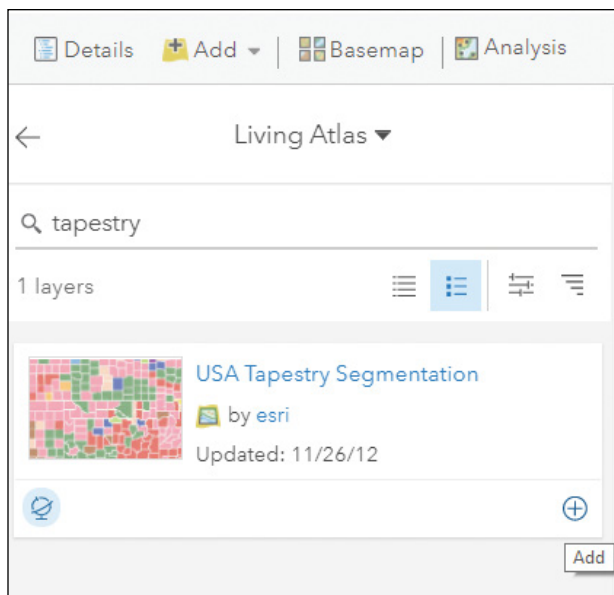 Details Add Basemap Analysis
Living Atlas
tapestry
1 layers
USA Tapestry Segmentation
by esri
Updated: 11/26/12
Add